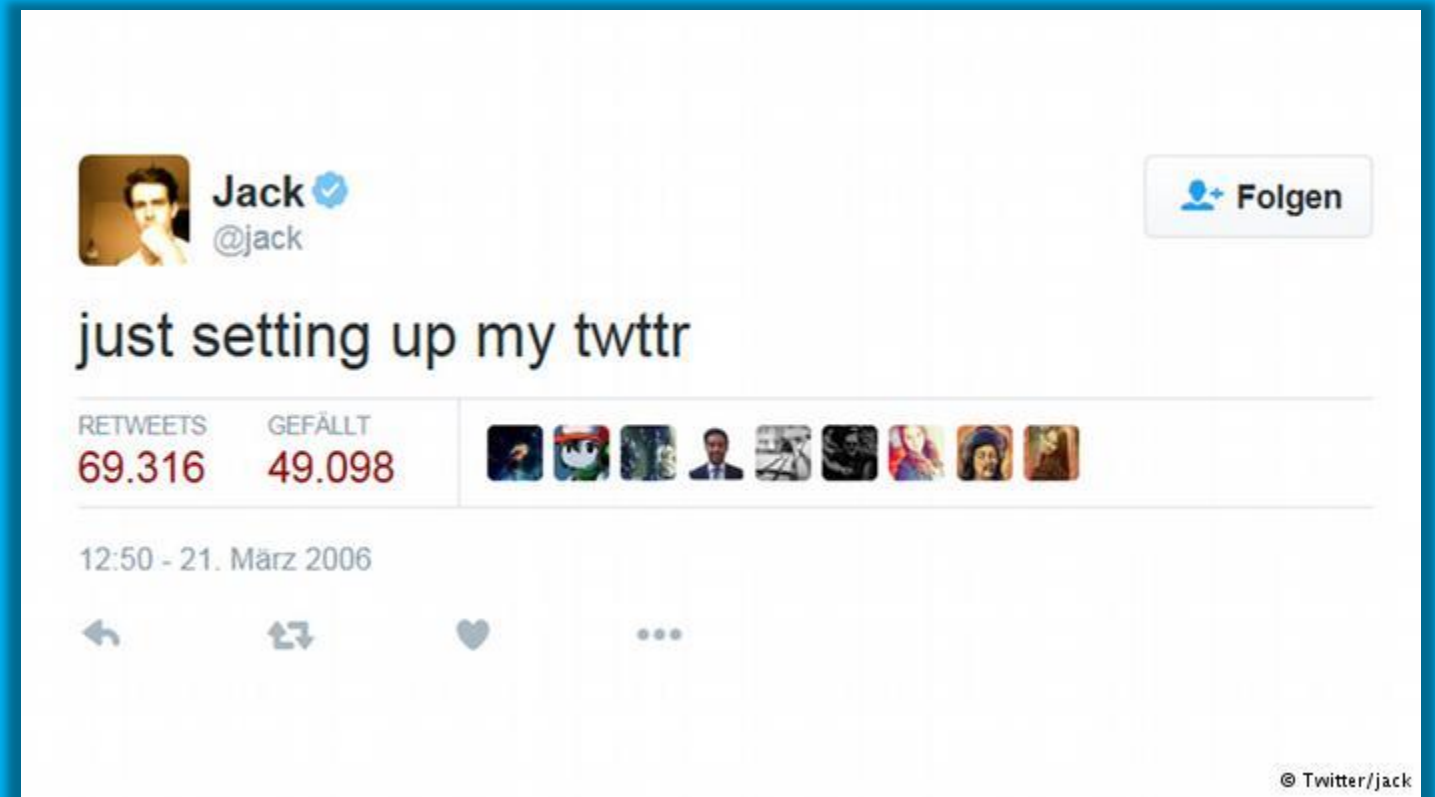 Jack
@jack
Folgen
just setting up my twttr
RETWEETS GEFÄLLT
69.316 49.098
12:50 - 21. März 2006
© Twitter/jack